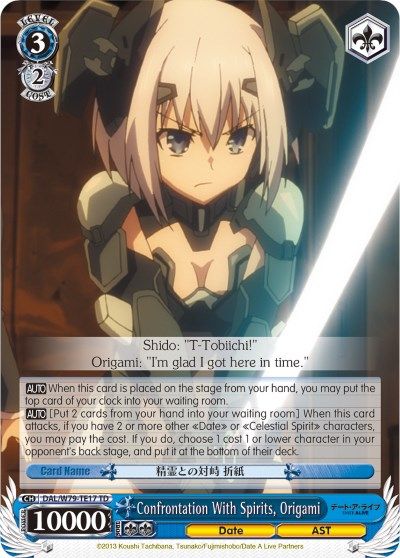 LEVEL
3
2
COST
Shido: "T-Tobiichi!"
Origami: "I'm glad I got here in time."
AUTO When this card is placed on the stage from your hand, you may put the
top card of your clock into your waiting room.
AUTO [Put 2 cards from your hand into your waiting room] When this card
attacks, if you have 2 or more other «Date» or «Celestial Spirit» characters,
you may pay the cost. If you do, choose 1 cost 1 or lower character in your
opponent's back stage, and put it at the bottom of their deck.
Card Name 精霊との対峙 折紙
CH DAL/W79-TE17 TD
Confrontation With Spirits, Origami
デート・ア・ライブ
POWER 10000
SOUL
Date
AST
©2013 Koushi Tachibana, Tsunako/Fujimishobo/Date A Live Partners